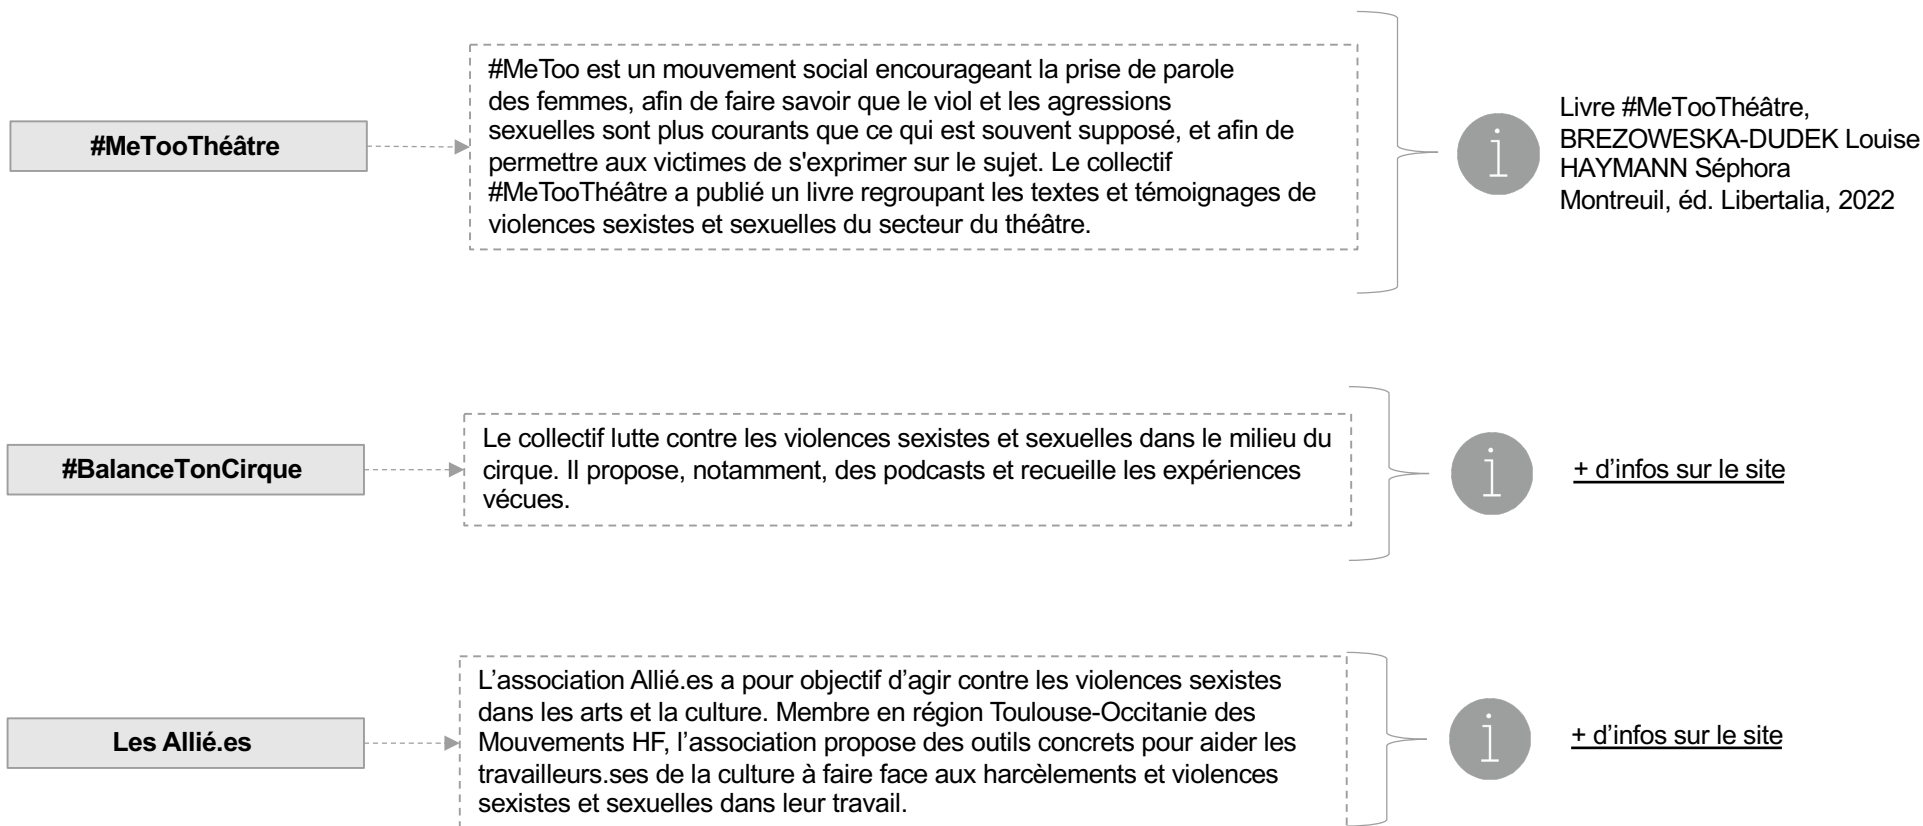 #MeTooThéâtre
#MeToo est un mouvement social encourageant la prise de parole
des femmes, afin de faire savoir que le viol et les agressions
sexuelles sont plus courants que ce qui est souvent supposé, et afin de
permettre aux victimes de s'exprimer sur le sujet. Le collectif
#MeTooThéâtre a publié un livre regroupant les textes et témoignages de
violences sexistes et sexuelles du secteur du théâtre.
Livre #MeTooThéâtre,
BREZOWESKA-DUDEK Louise
HAYMANN Séphora
Montreuil, éd. Libertalia, 2022
#BalanceTonCirque
Le collectif lutte contre les violences sexistes et sexuelles dans le milieu du
cirque. Il propose, notamment, des podcasts et recueille les expériences
vécues.
+ d’infos sur le site
Les Allié.es
L’association Allié.es a pour objectif d’agir contre les violences sexistes
dans les arts et la culture. Membre en région Toulouse-Occitanie des
Mouvements HF, l’association propose des outils concrets pour aider les
travailleurs.ses de la culture à faire face aux harcèlements et violences
sexistes et sexuelles dans leur travail.
+ d’infos sur le site